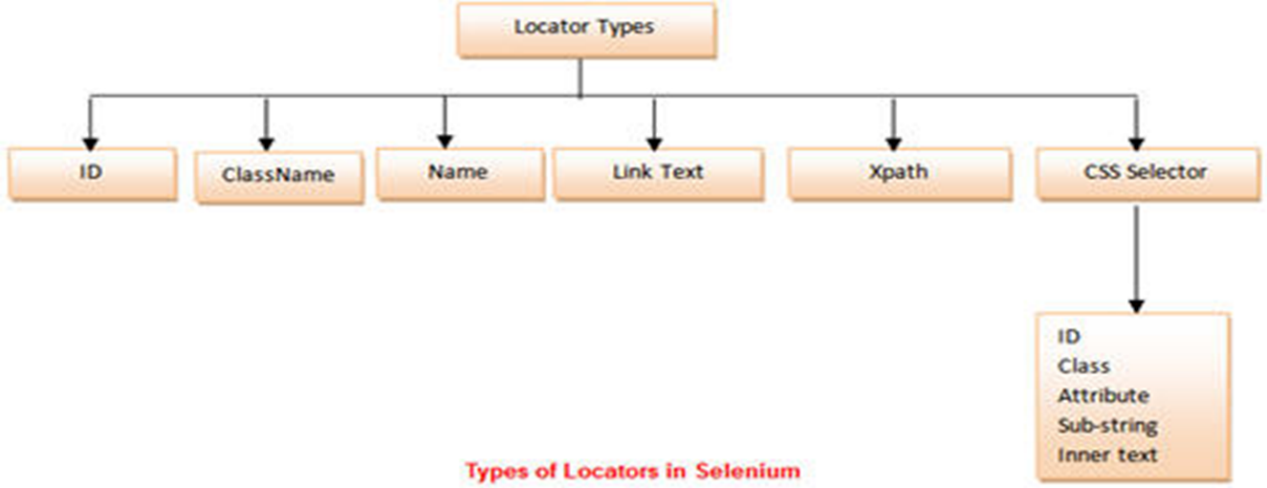 Locator Types
ID
ClassName
Name
Link Text
Xpath
CSS Selector
ID
Class
Attribute
Sub-string
Inner text
Types of Locators in Selenium